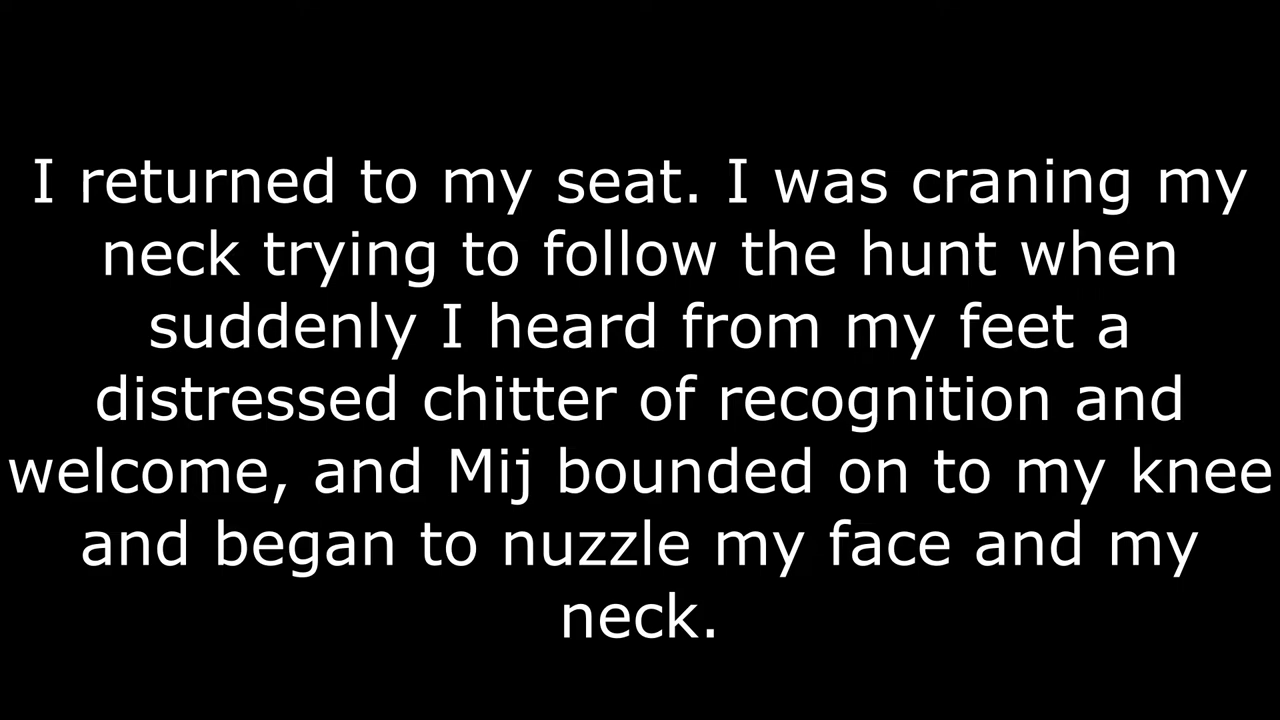 I returned to my seat. I was craning my
neck trying to follow the hunt when
suddenly I heard from my feet a
distressed chitter of recognition and
welcome, and Mij bounded on to my knee
and began to nuzzle my face and my
neck.